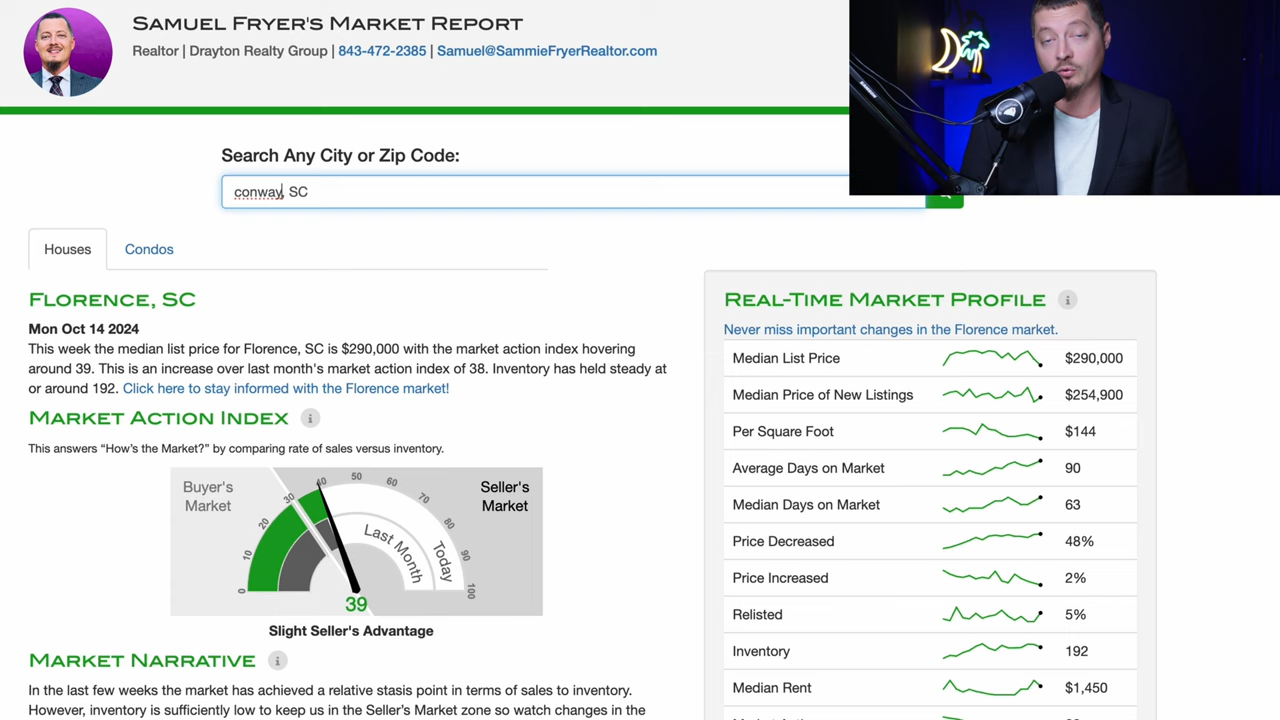 SAMUEL FRYER'S MARKET REPORT
Realtor | Drayton Realty Group | 843-472-2385 | Samuel@SammieFryerRealtor.com
Search Any City or Zip Code:
conway, SC
Houses
Condos
FLORENCE, SC
Mon Oct 14 2024
This week the median list price for Florence, SC is $290,000 with the market action index hovering
around 39. This is an increase over last month's market action index of 38. Inventory has held steady at
or around 192. Click here to stay informed with the Florence market!
MARKET ACTION INDEX
This answers “How's the Market?” by comparing rate of sales versus inventory.
Buyer's
Market
Seller's
Market
0
10
20
30
40
50
60
70
80
90
100
Last Month
Today
39
Slight Seller's Advantage
MARKET NARRATIVE
In the last few weeks the market has achieved a relative stasis point in terms of sales to inventory.
However, inventory is sufficiently low to keep us in the Seller's Market zone so watch changes in the
REAL-TIME MARKET PROFILE
Never miss important changes in the Florence market.
Median List Price $290,000
Median Price of New Listings $254,900
Per Square Foot $144
Average Days on Market 90
Median Days on Market 63
Price Decreased 48%
Price Increased 2%
Relisted 5%
Inventory 192
Median Rent $1,450